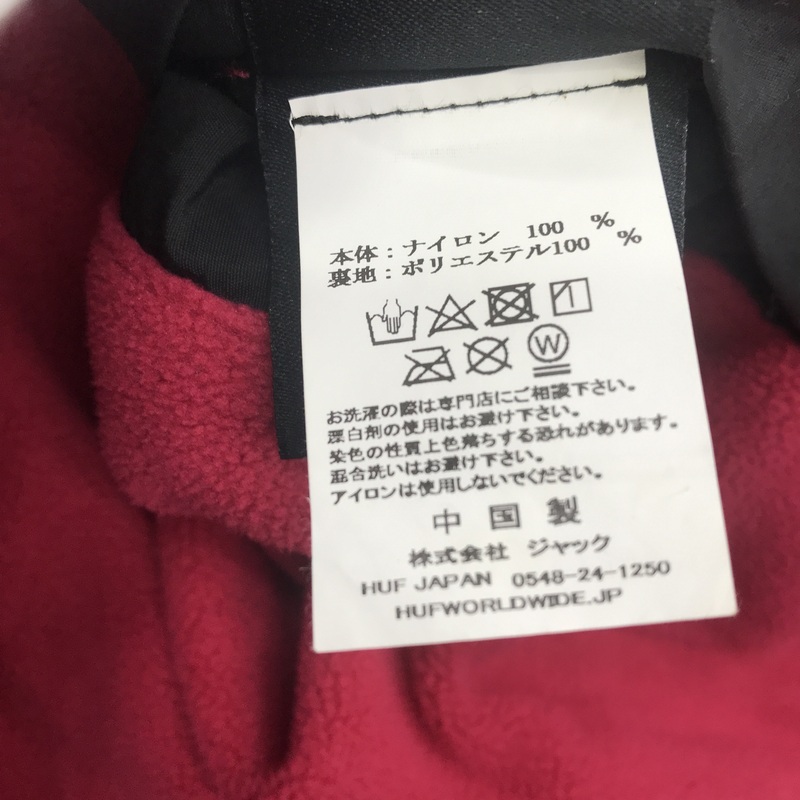 本体：ナイロン 100 %
裏地：ポリエステル100 %
W
お洗濯の際は専門店にご相談下さい。
漂白剤の使用はお避け下さい。
染色の性質上色落ちする恐れがあります。
混合洗いはお避け下さい。
アイロンは使用しないでください。
中国製
株式会社 ジャック
HUF JAPAN 0548-24-1250
HUFWORLDWIDE.JP